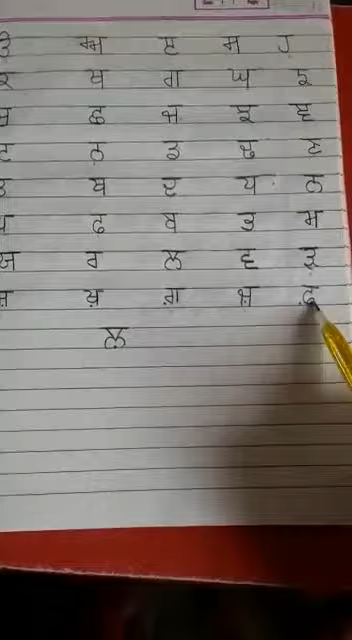 ੳ ਅ ੲ ਸ ਹ
ਕ ਖ ਗ ਘ ਙ
ਚ ਛ ਜ ਝ ਞ
ਟ ਠ ਡ ਢ ਣ
ਤ ਥ ਦ ਧ ਨ
ਪ ਫ ਬ ਭ ਮ
ਯ ਰ ਲ ਵ ੜ
ਸ਼ ਖ਼ ਗ਼ ਜ਼ ਫ਼
ਲ਼